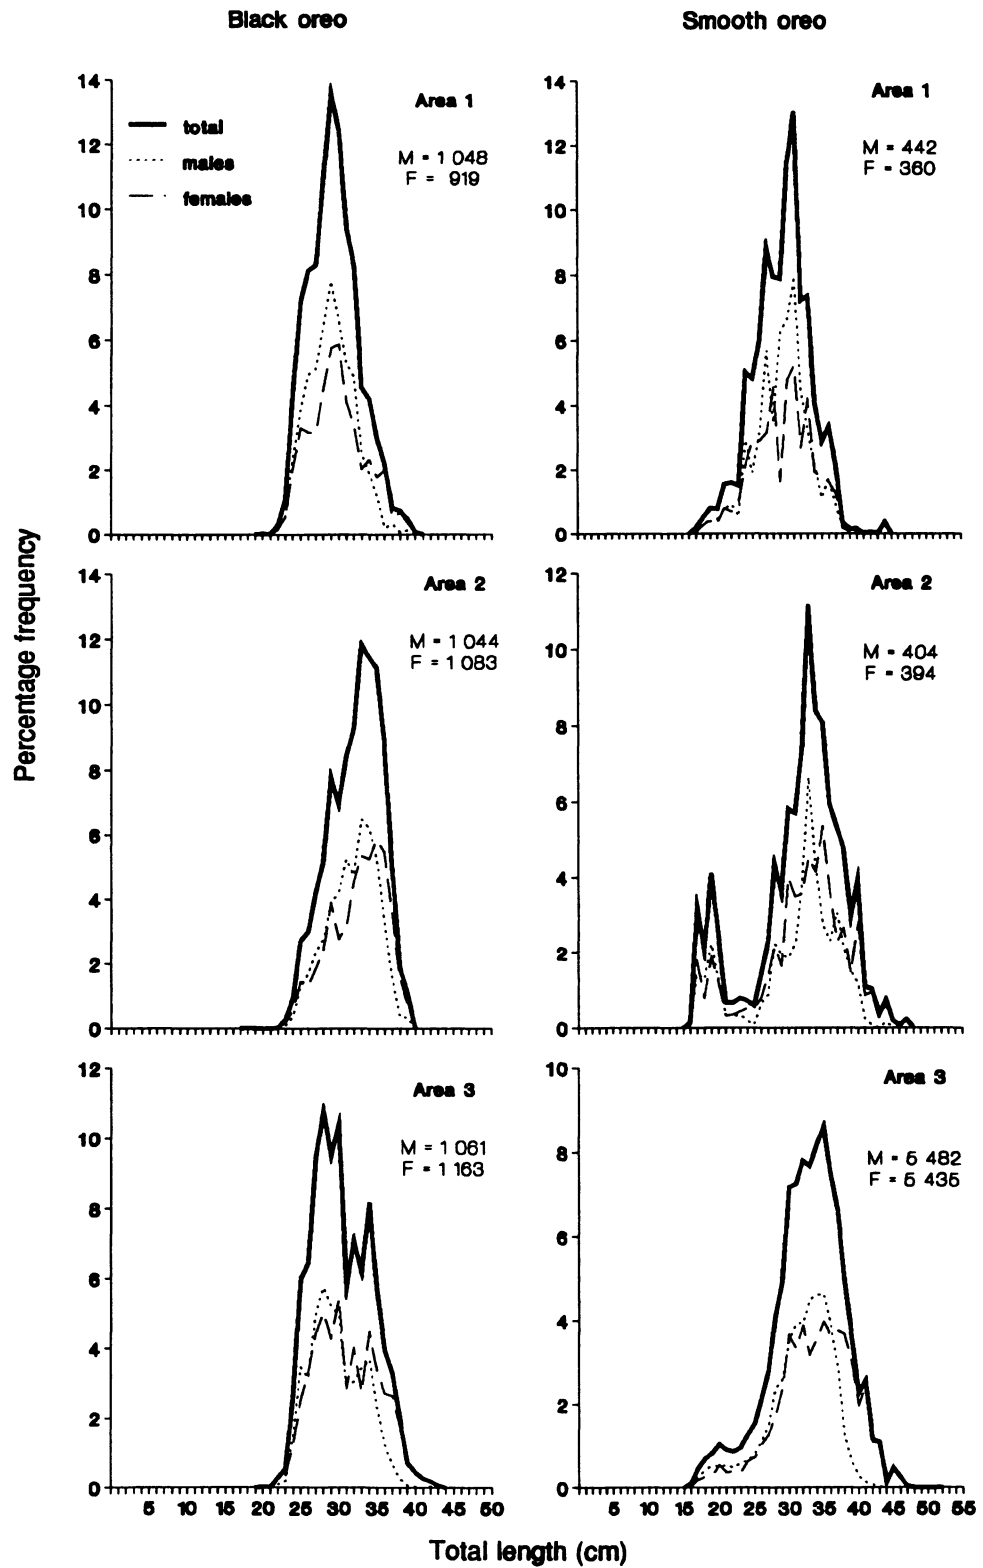 Black oreo
Smooth oreo
Percentage frequency
14
12
10
8
6
4
2
0
total
males
females
Area 1
M = 1 048
F = 919
14
12
10
8
6
4
2
0
Area 1
M = 442
F = 360
14
12
10
8
6
4
2
0
Area 2
M = 1 044
F = 1 083
12
10
8
6
4
2
0
Area 2
M = 404
F = 394
12
10
8
6
4
2
0
Area 3
M = 1 061
F = 1 163
5 10 15 20 25 30 35 40 45 50
10
8
6
4
2
0
Area 3
M = 5 482
F = 5 435
5 10 15 20 25 30 35 40 45 50 55
Total length (cm)